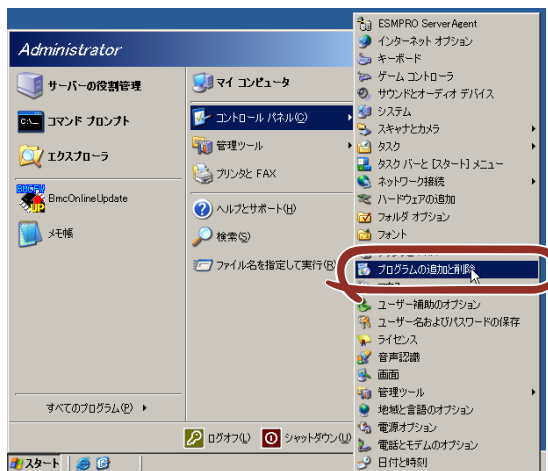 Administrator
サーバーの役割管理
コマンド プロンプト
エクスプローラ
BmcOnlineUpdate
メモ帳
すべてのプログラム(P)
マイ コンピュータ
コントロール パネル(C)
管理ツール
プリンタと FAX
ヘルプとサポート(H)
検索(S)
ファイル名を指定して実行(R)
ログオフ(L)
シャットダウン(U)
スタート
ESMPRO ServerAgent
インターネット オプション
キーボード
ゲーム コントローラ
サウンドとオーディオ デバイス
システム
スキャナとカメラ
タスク
タスク バーと [スタート] メニュー
ネットワーク接続
ハードウェアの追加
フォルダ オプション
フォント
プログラムの追加と削除
ユーザー補助のオプション
ユーザー名およびパスワードの保存
ライセンス
音声認識
画面
管理ツール
地域と言語のオプション
電源オプション
電話とモデムのオプション
日付と時刻